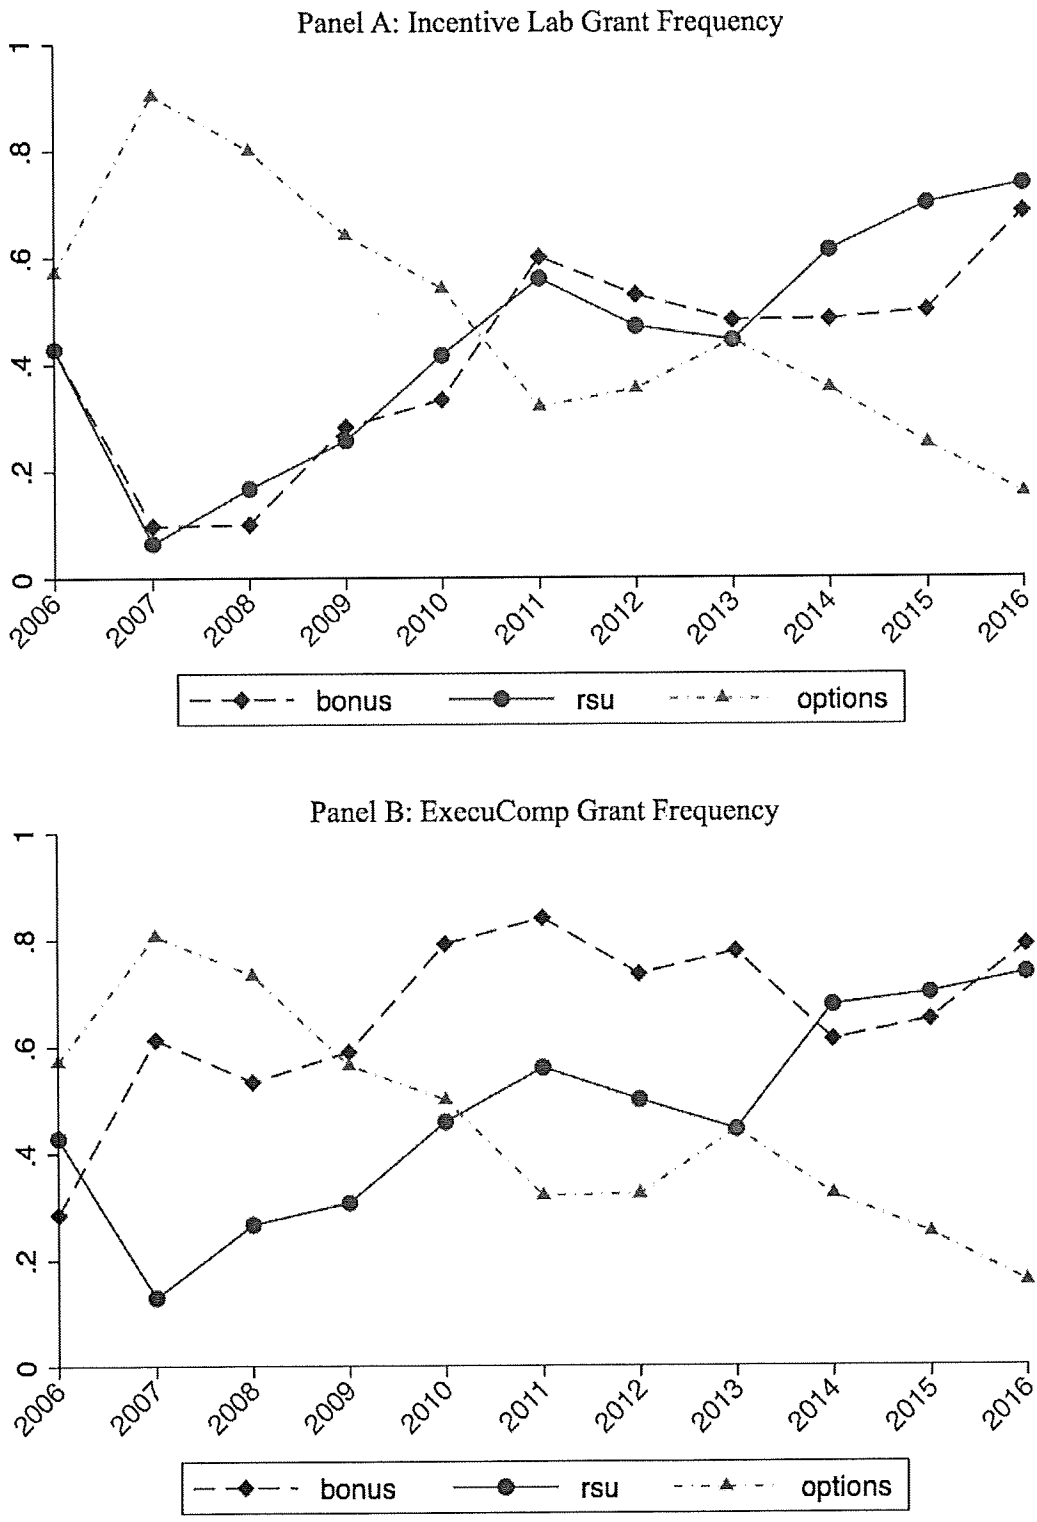 Panel A: Incentive Lab Grant Frequency
1
.8
.6
.4
.2
0
2006 2007 2008 2009 2010 2011 2012 2013 2014 2015 2016
bonus rsu options
Panel B: ExecuComp Grant Frequency
1
.8
.6
.4
.2
0
2006 2007 2008 2009 2010 2011 2012 2013 2014 2015 2016
bonus rsu options